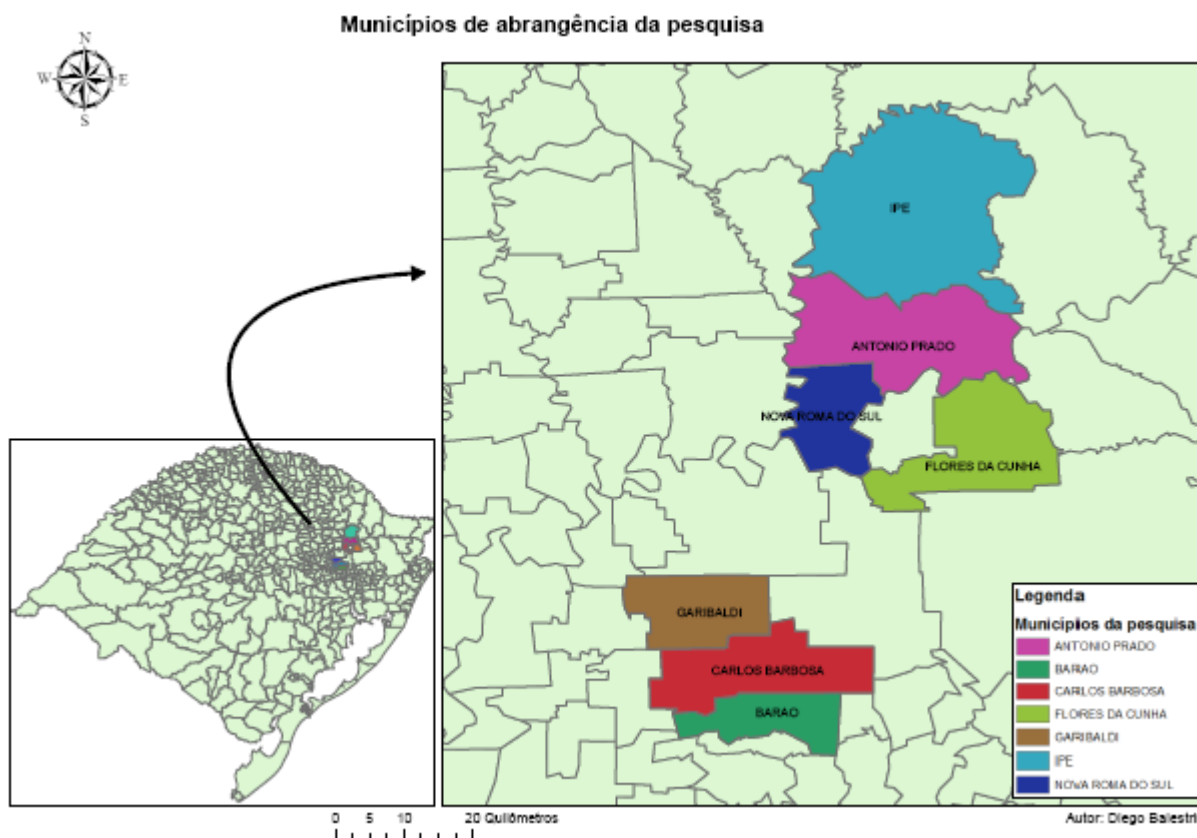 Municípios de abrangência da pesquisa
N
W E
S
IPE
ANTONIO PRADO
NOVA ROMA DO SUL
FLORES DA CUNHA
GARIBALDI
CARLOS BARBOSA
BARAO
Legenda
Municípios da pesquisa
ANTONIO PRADO
BARAO
CARLOS BARBOSA
FLORES DA CUNHA
GARIBALDI
IPE
NOVA ROMA DO SUL
0 5 10 20 Quilômetros
Autor: Diego Balestri